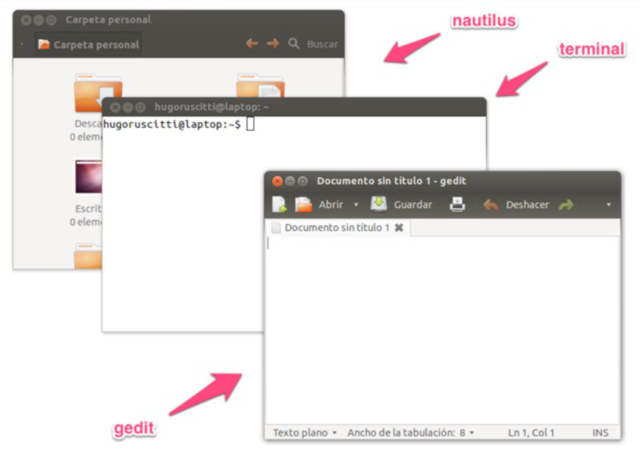 Carpeta personal
Carpeta personal
Buscar
nautilus
terminal
Desca
0 eleme
hugoruscitti@laptop: ~
hugoruscitti@laptop:~$
Escrit
0 eleme
Documento sin título 1 - gedit
Abrir
Guardar
Deshacer
Documento sin título 1
gedit
Texto plano
Ancho de la tabulación: 8
Ln 1, Col 1
INS